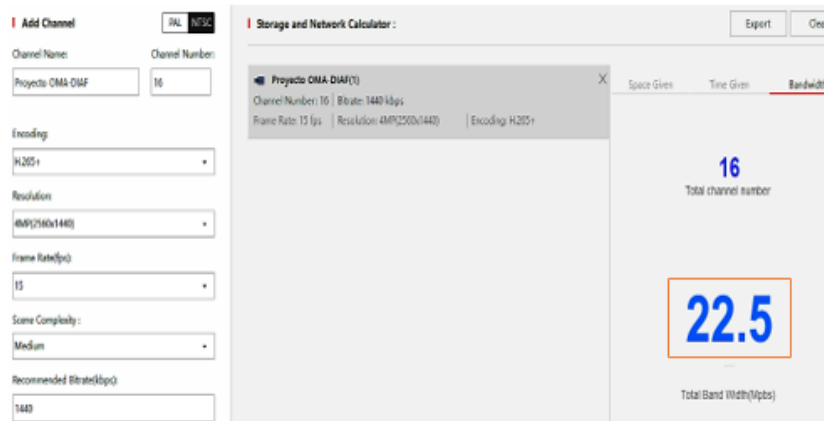 Add Channel
PAL NTSC
Channel Name:
Channel Number:
Proyecto OMA-DIAF
16
Encoding:
H.265+
Resolution:
4MP(2560x1440)
Frame Rate(fps):
15
Scene Complexity :
Medium
Recommended Bitrate(kbps):
1440
Storage and Network Calculator :
Export
Clea
Proyecto OMA-DIAF(1)
X
Channel Number: 16 | Bitrate: 1440 kbps
Frame Rate: 15 fps | Resolution: 4MP(2560x1440) | Encoding: H.265+
Space Given
Time Given
Bandwidth
16
Total channel number
22.5
Total Band Width(Mpbs)